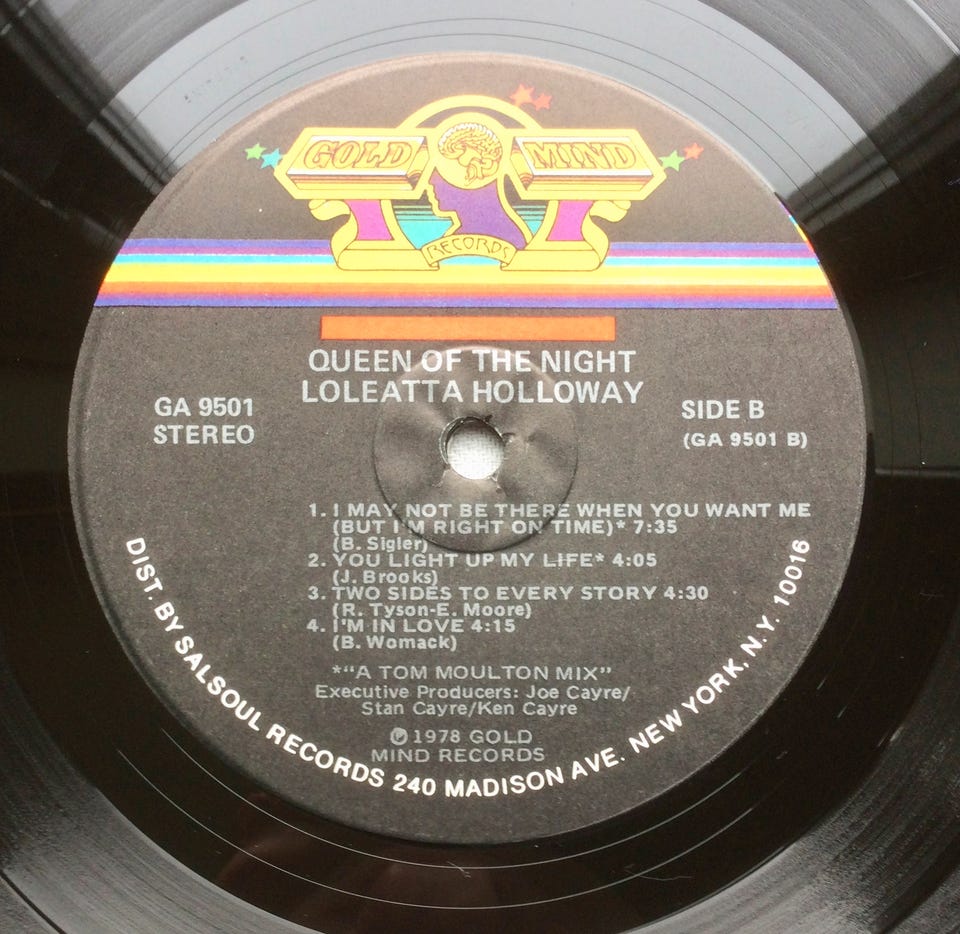 GOLD MIND
RECORDS
QUEEN OF THE NIGHT
LOLEATTA HOLLOWAY
GA 9501
STEREO
SIDE B
(GA 9501 B)
1. I MAY NOT BE THERE WHEN YOU WANT ME
(BUT I'M RIGHT ON TIME)* 7:35
(B. Sigler)
2. YOU LIGHT UP MY LIFE* 4:05
(J. Brooks)
3. TWO SIDES TO EVERY STORY 4:30
(R. Tyson-E. Moore)
4. I'M IN LOVE 4:15
(B. Womack)
*"A TOM MOULTON MIX"
Executive Producers: Joe Cayre/
Stan Cayre/Ken Cayre
℗ 1978 GOLD
MIND RECORDS
DIST. BY SALSOUL RECORDS 240 MADISON AVE. NEW YORK, N.Y. 10016